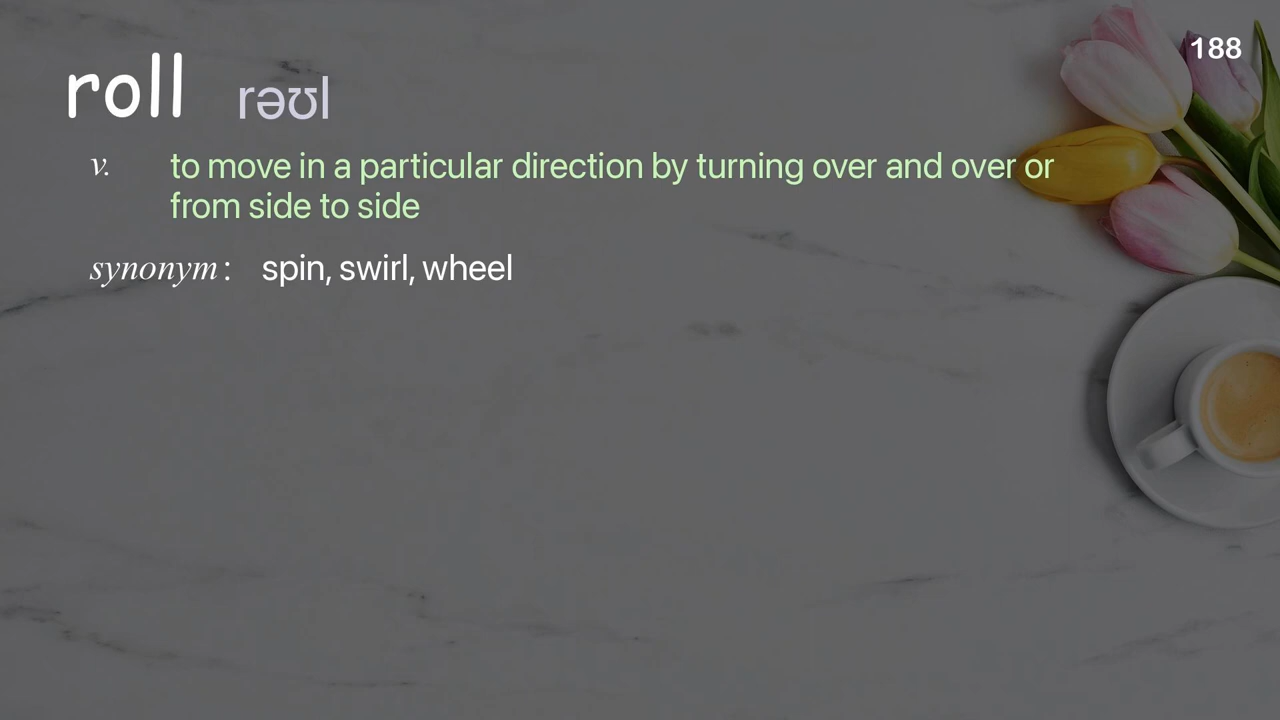 188
roll rəʊl
v. to move in a particular direction by turning over and over or
from side to side
synonym: spin, swirl, wheel